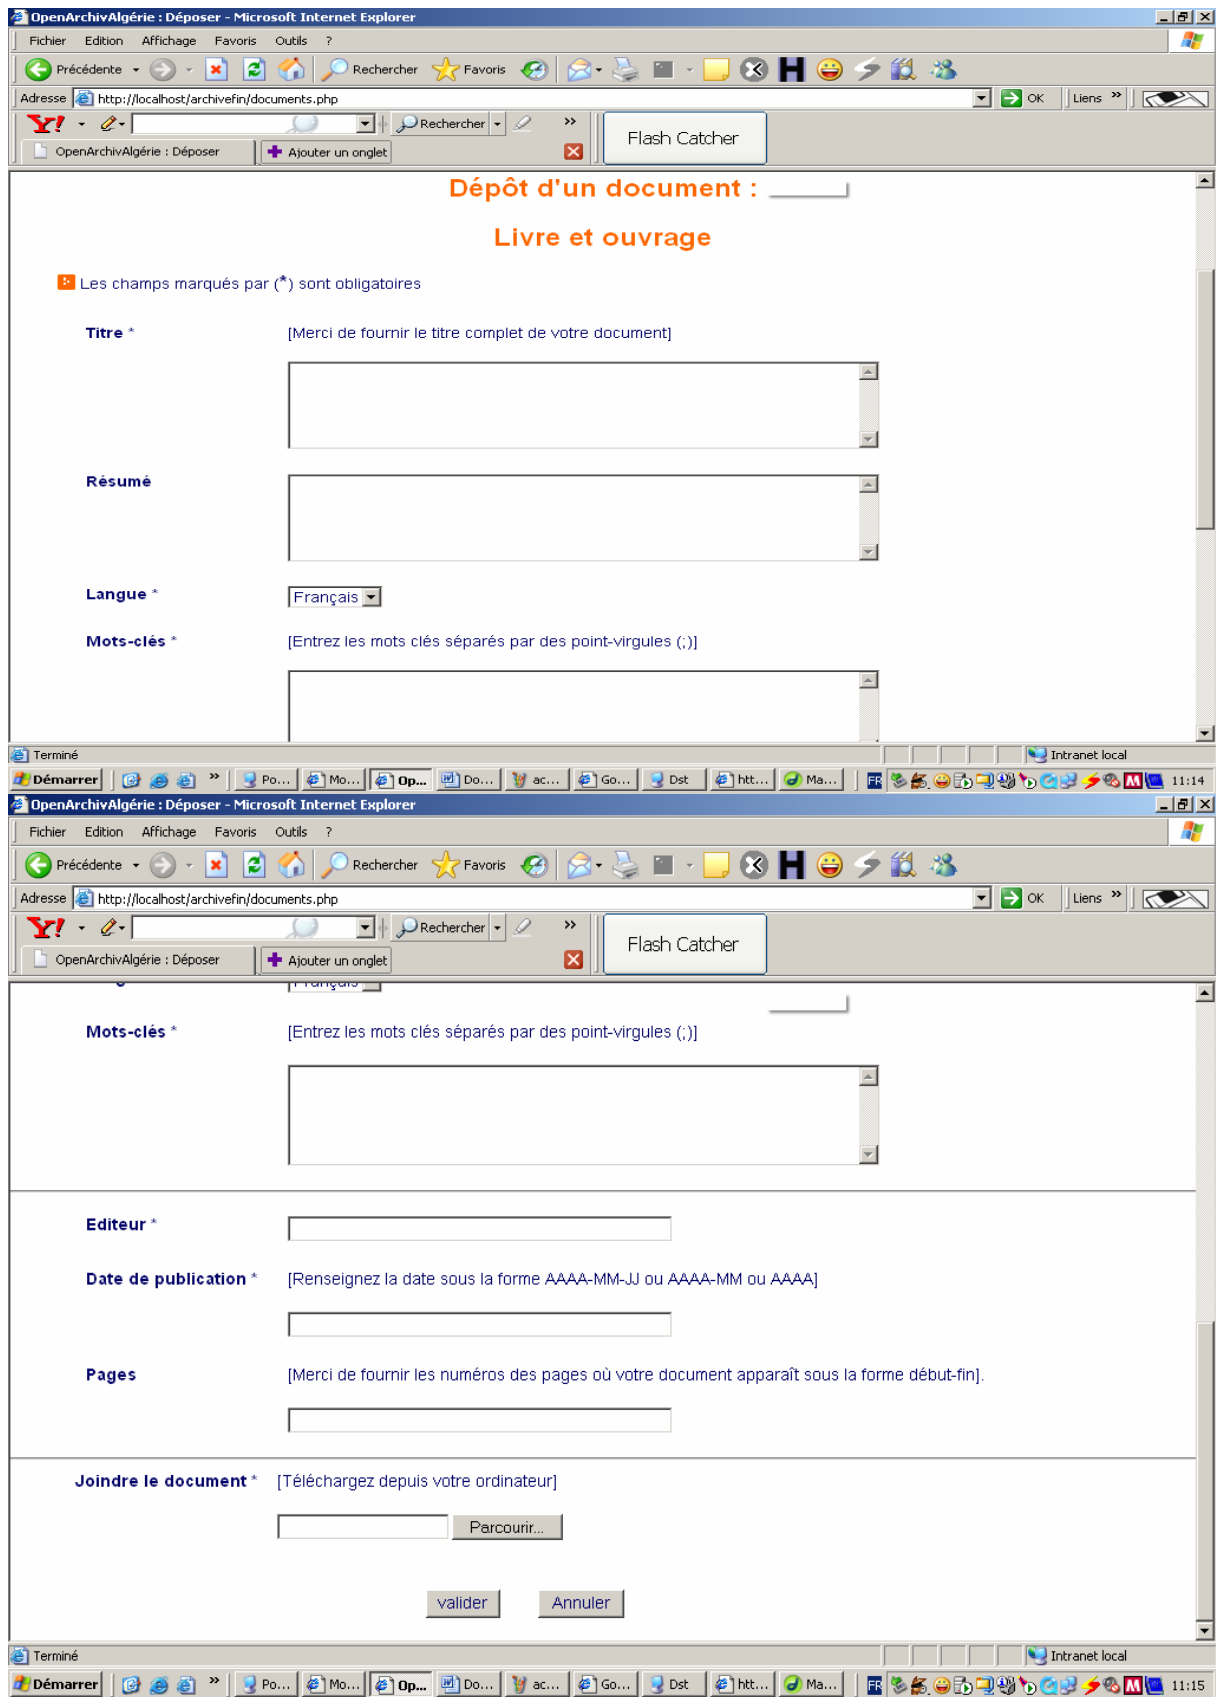 OpenArchivAlgérie : Déposer - Microsoft Internet Explorer
Fichier Edition Affichage Favoris Outils ?
Précédente Rechercher Favoris
Adresse http://localhost/archivefin/documents.php OK Liens »
Y! Rechercher » Flash Catcher
OpenArchivAlgérie : Déposer Ajouter un onglet
Dépôt d'un document :
Livre et ouvrage
Les champs marqués par (*) sont obligatoires
Titre * [Merci de fournir le titre complet de votre document]
Résumé
Langue * Français
Mots-clés * [Entrez les mots clés séparés par des point-virgules (;)]
Terminé Intranet local
Démarrer » Po... Mo... Op... Do... ac... Go... Dst htt... Ma... FR 11:14
OpenArchivAlgérie : Déposer - Microsoft Internet Explorer
Fichier Edition Affichage Favoris Outils ?
Précédente Rechercher Favoris
Adresse http://localhost/archivefin/documents.php OK Liens »
Y! Rechercher » Flash Catcher
OpenArchivAlgérie : Déposer Ajouter un onglet
Français
Mots-clés * [Entrez les mots clés séparés par des point-virgules (;)]
Editeur *
Date de publication * [Renseignez la date sous la forme AAAA-MM-JJ ou AAAA-MM ou AAAA]
Pages [Merci de fournir les numéros des pages où votre document apparaît sous la forme début-fin].
Joindre le document * [Téléchargez depuis votre ordinateur]
Parcourir...
valider Annuler
Terminé Intranet local
Démarrer » Po... Mo... Op... Do... ac... Go... Dst htt... Ma... FR 11:15